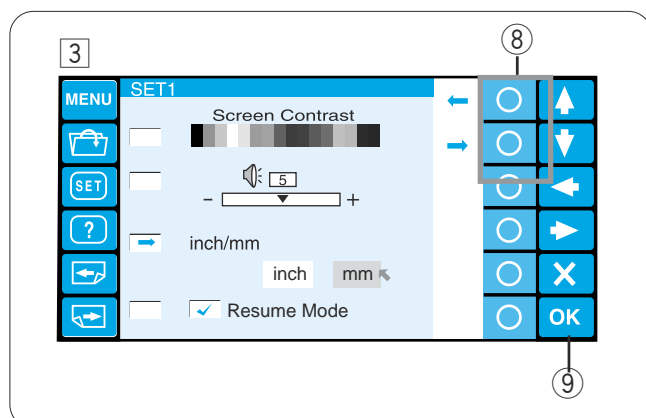 8
3
MENU
SET1
Screen Contrast
SET
5
- +
?
inch/mm
inch mm
Resume Mode
OK
9